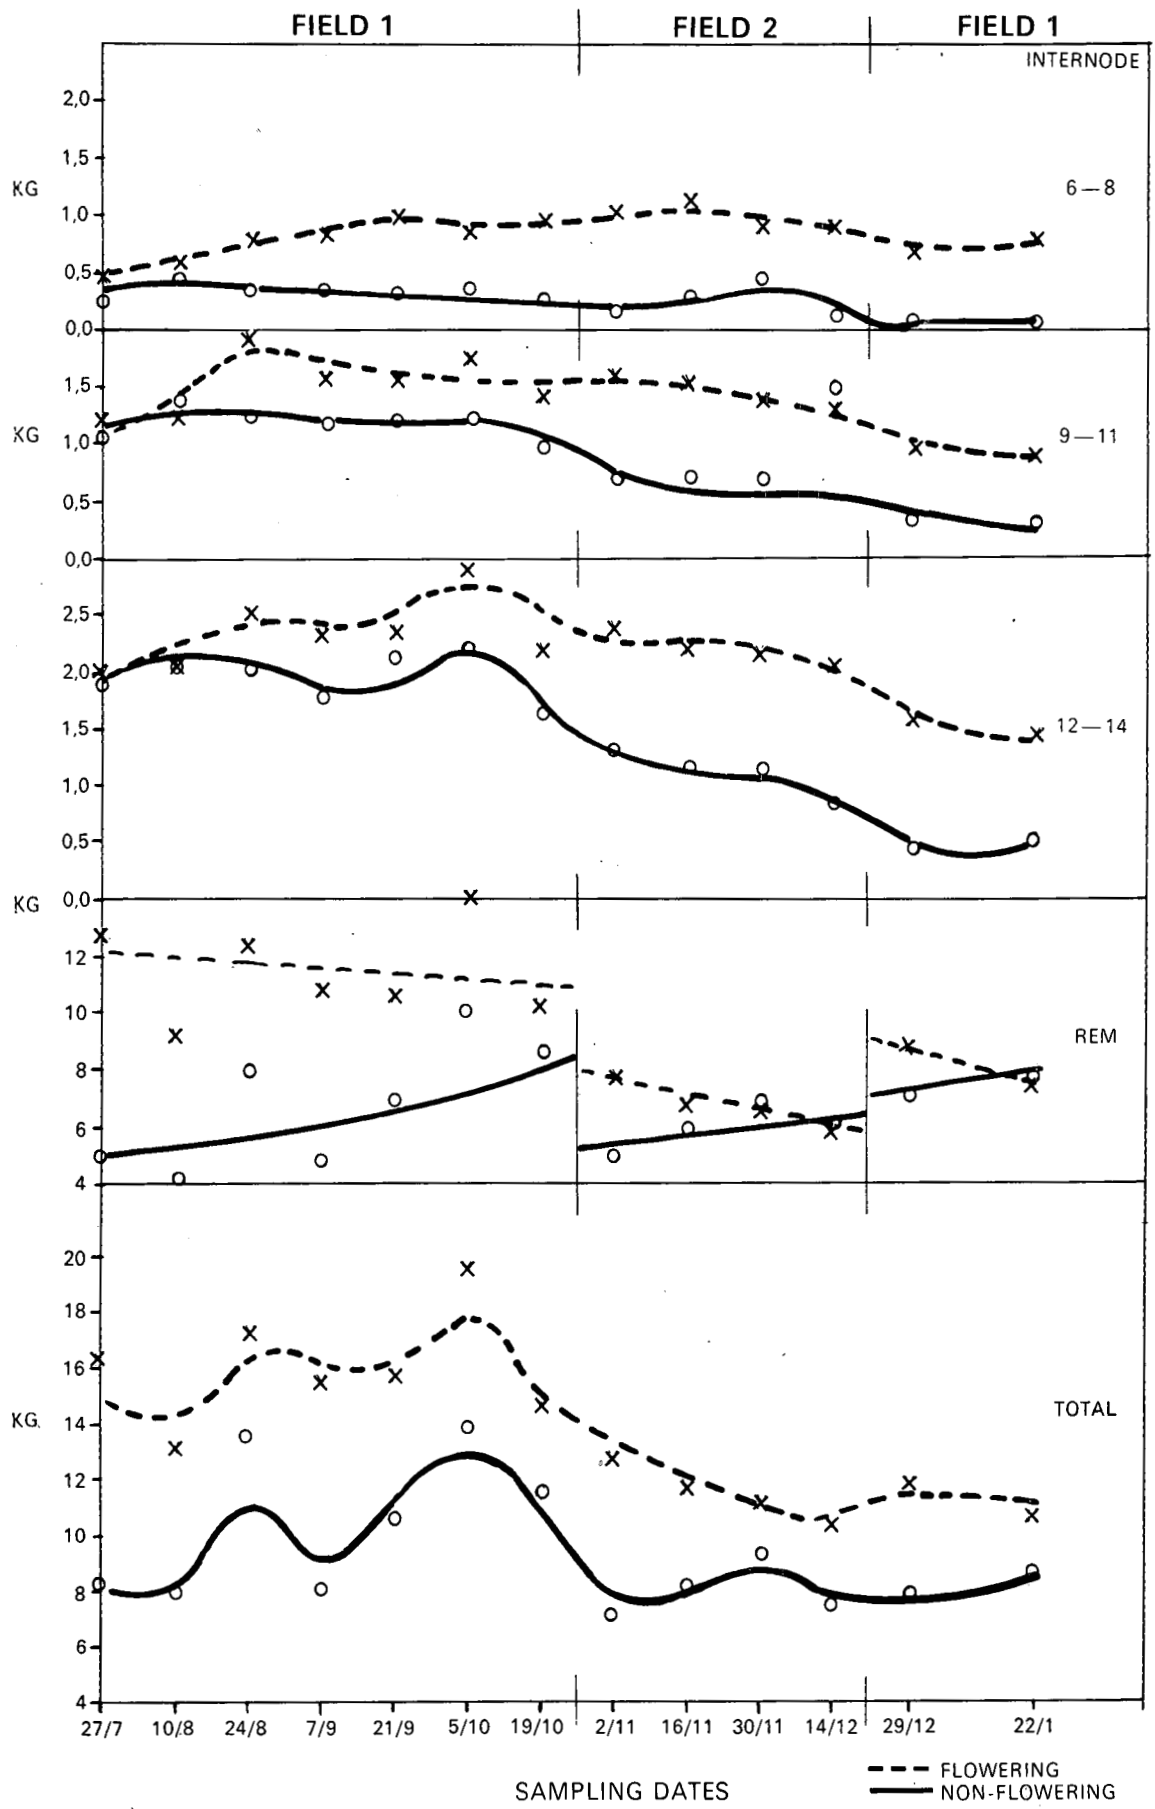 FIELD 1 FIELD 2 FIELD 1
INTERNODE
2,0
1,5
KG 6—8
1,0
0,5
0,0
1,5
KG 9—11
1,0
0,5
0,0
2,5
2,0
12—14
1,5
1,0
0,5
0,0
KG
12
10
REM
8
6
4
20
18
16
KG. TOTAL
14
12
10
8
6
4
27/7 10/8 24/8 7/9 21/9 5/10 19/10 2/11 16/11 30/11 14/12 29/12 22/1
FLOWERING
SAMPLING DATES
NON-FLOWERING